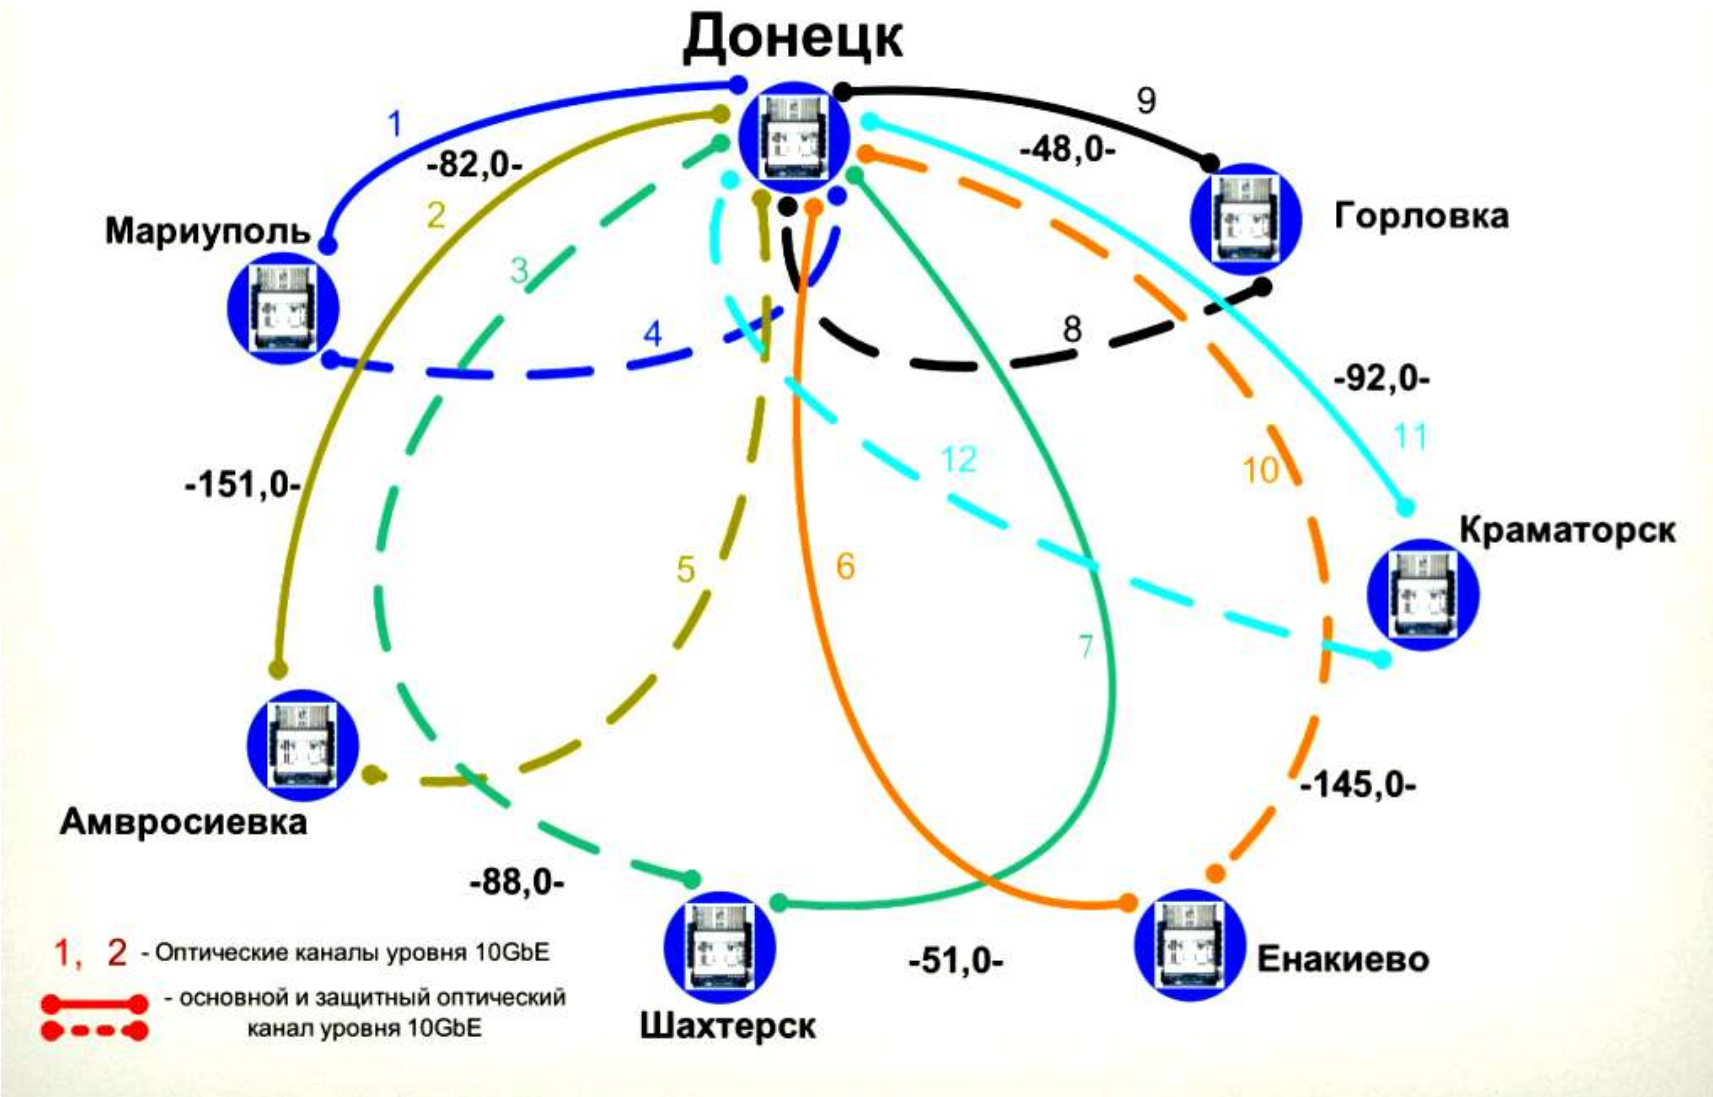 Донецк
1
9
-82,0-
-48,0-
2
Мариуполь
Горловка
3
4
8
-92,0-
11
12
10
-151,0-
Краматорск
5
6
7
-145,0-
Амвросиевка
-88,0-
1, 2 - Оптические каналы уровня 10GbE
-51,0-
Енакиево
- основной и защитный оптический
канал уровня 10GbE
Шахтерск